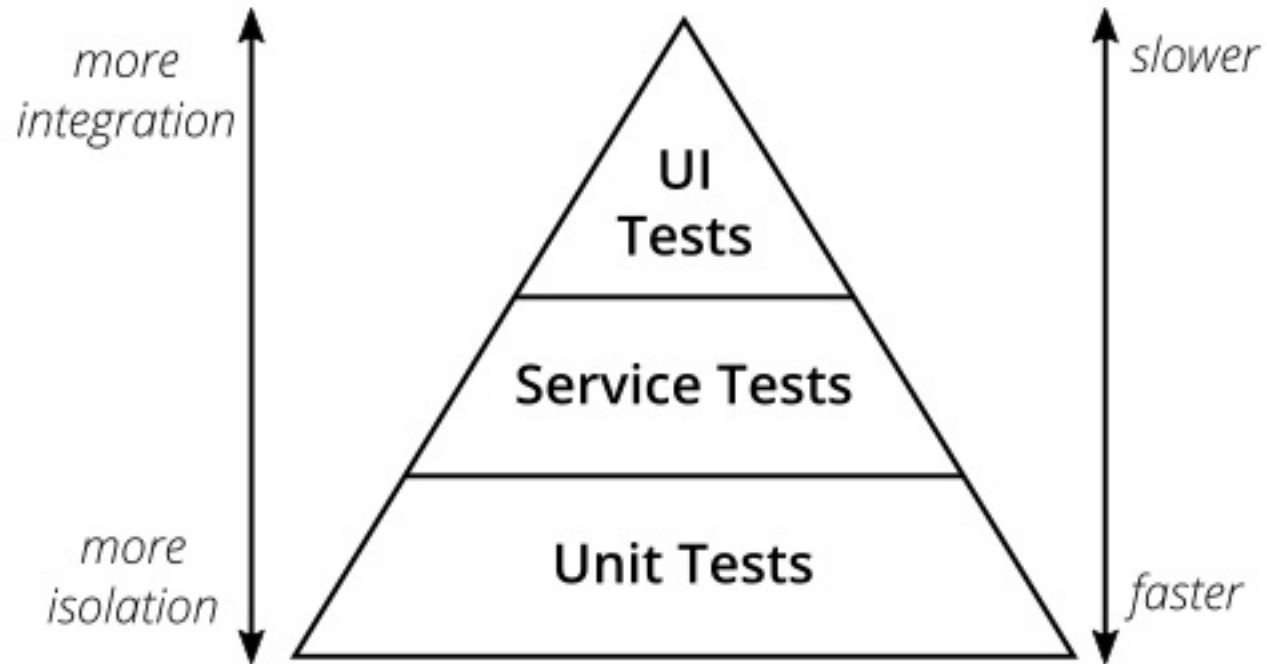 more
integration
slower
UI
Tests
Service Tests
Unit Tests
more
isolation
faster